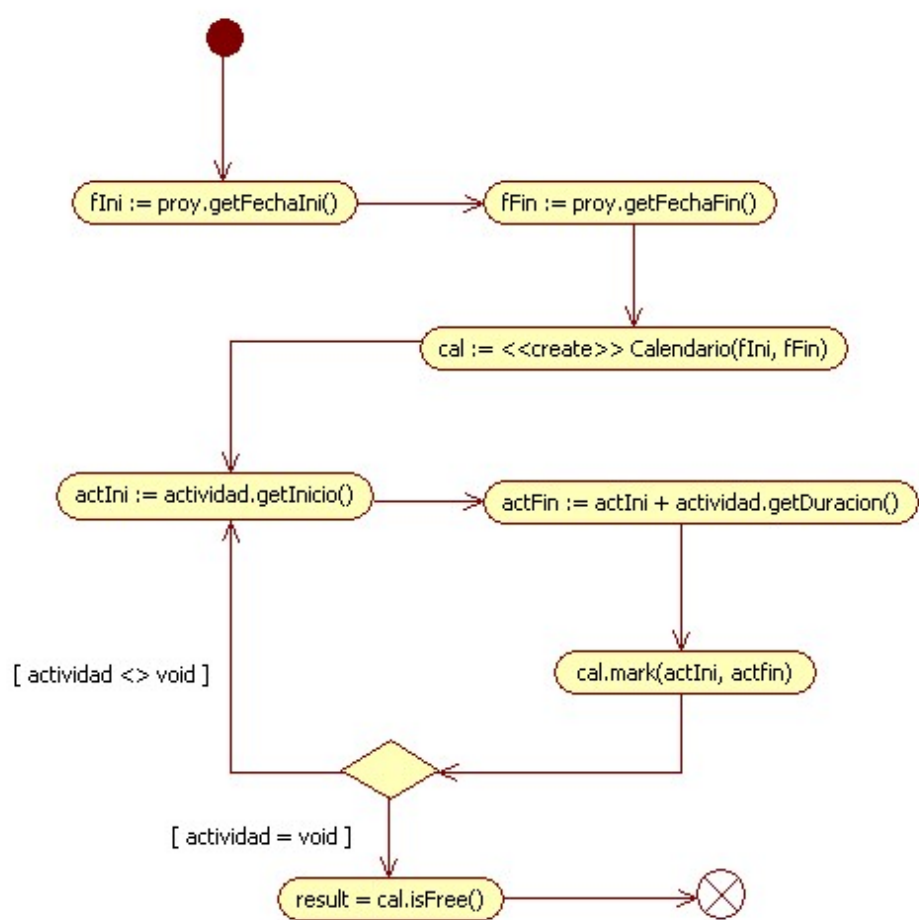 fIni := proy.getFechaIni()
fFin := proy.getFechaFin()
cal := <<create>> Calendario(fIni, fFin)
actIni := actividad.getInicio()
actFin := actIni + actividad.getDuracion()
[ actividad <> void ]
cal.mark(actIni, actfin)
[ actividad = void ]
result = cal.isFree()